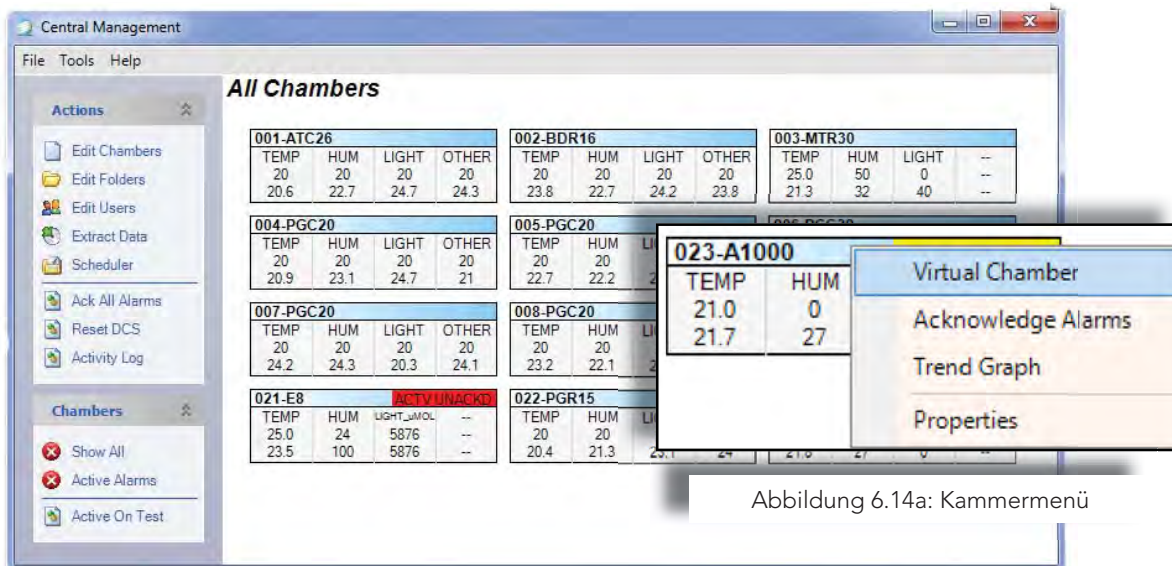 Central Management
File Tools Help
All Chambers
Actions
Edit Chambers
Edit Folders
Edit Users
Extract Data
Scheduler
Ack All Alarms
Reset DCS
Activity Log
Chambers
Show All
Active Alarms
Active On Test
001-ATC26
TEMP HUM LIGHT OTHER
20 20 20 20
20.6 22.7 24.7 24.3
002-BDR16
TEMP HUM LIGHT OTHER
20 20 20 20
23.8 22.7 24.2 23.8
003-MTR30
TEMP HUM LIGHT --
25.0 50 0 --
21.3 32 40 --
004-PGC20
TEMP HUM LIGHT OTHER
20 20 20 20
20.9 23.1 24.7 21
005-PGC20
TEMP HUM
20 20
22.7 22.2
007-PGC20
TEMP HUM LIGHT OTHER
20 20 20 20
24.2 24.3 20.3 24.1
008-PGC20
TEMP HUM
20 20
23.2 22.1
021-E8 ACTV UNACKD
TEMP HUM LIGHT_uMOL --
25.0 24 5876 --
23.5 100 5876 --
022-PGR15
TEMP HUM
20 20
20.4 21.3 24
023-A1000
TEMP HUM
21.0 0
21.7 27
Virtual Chamber
Acknowledge Alarms
Trend Graph
Properties
Abbildung 6.14a: Kammermenü